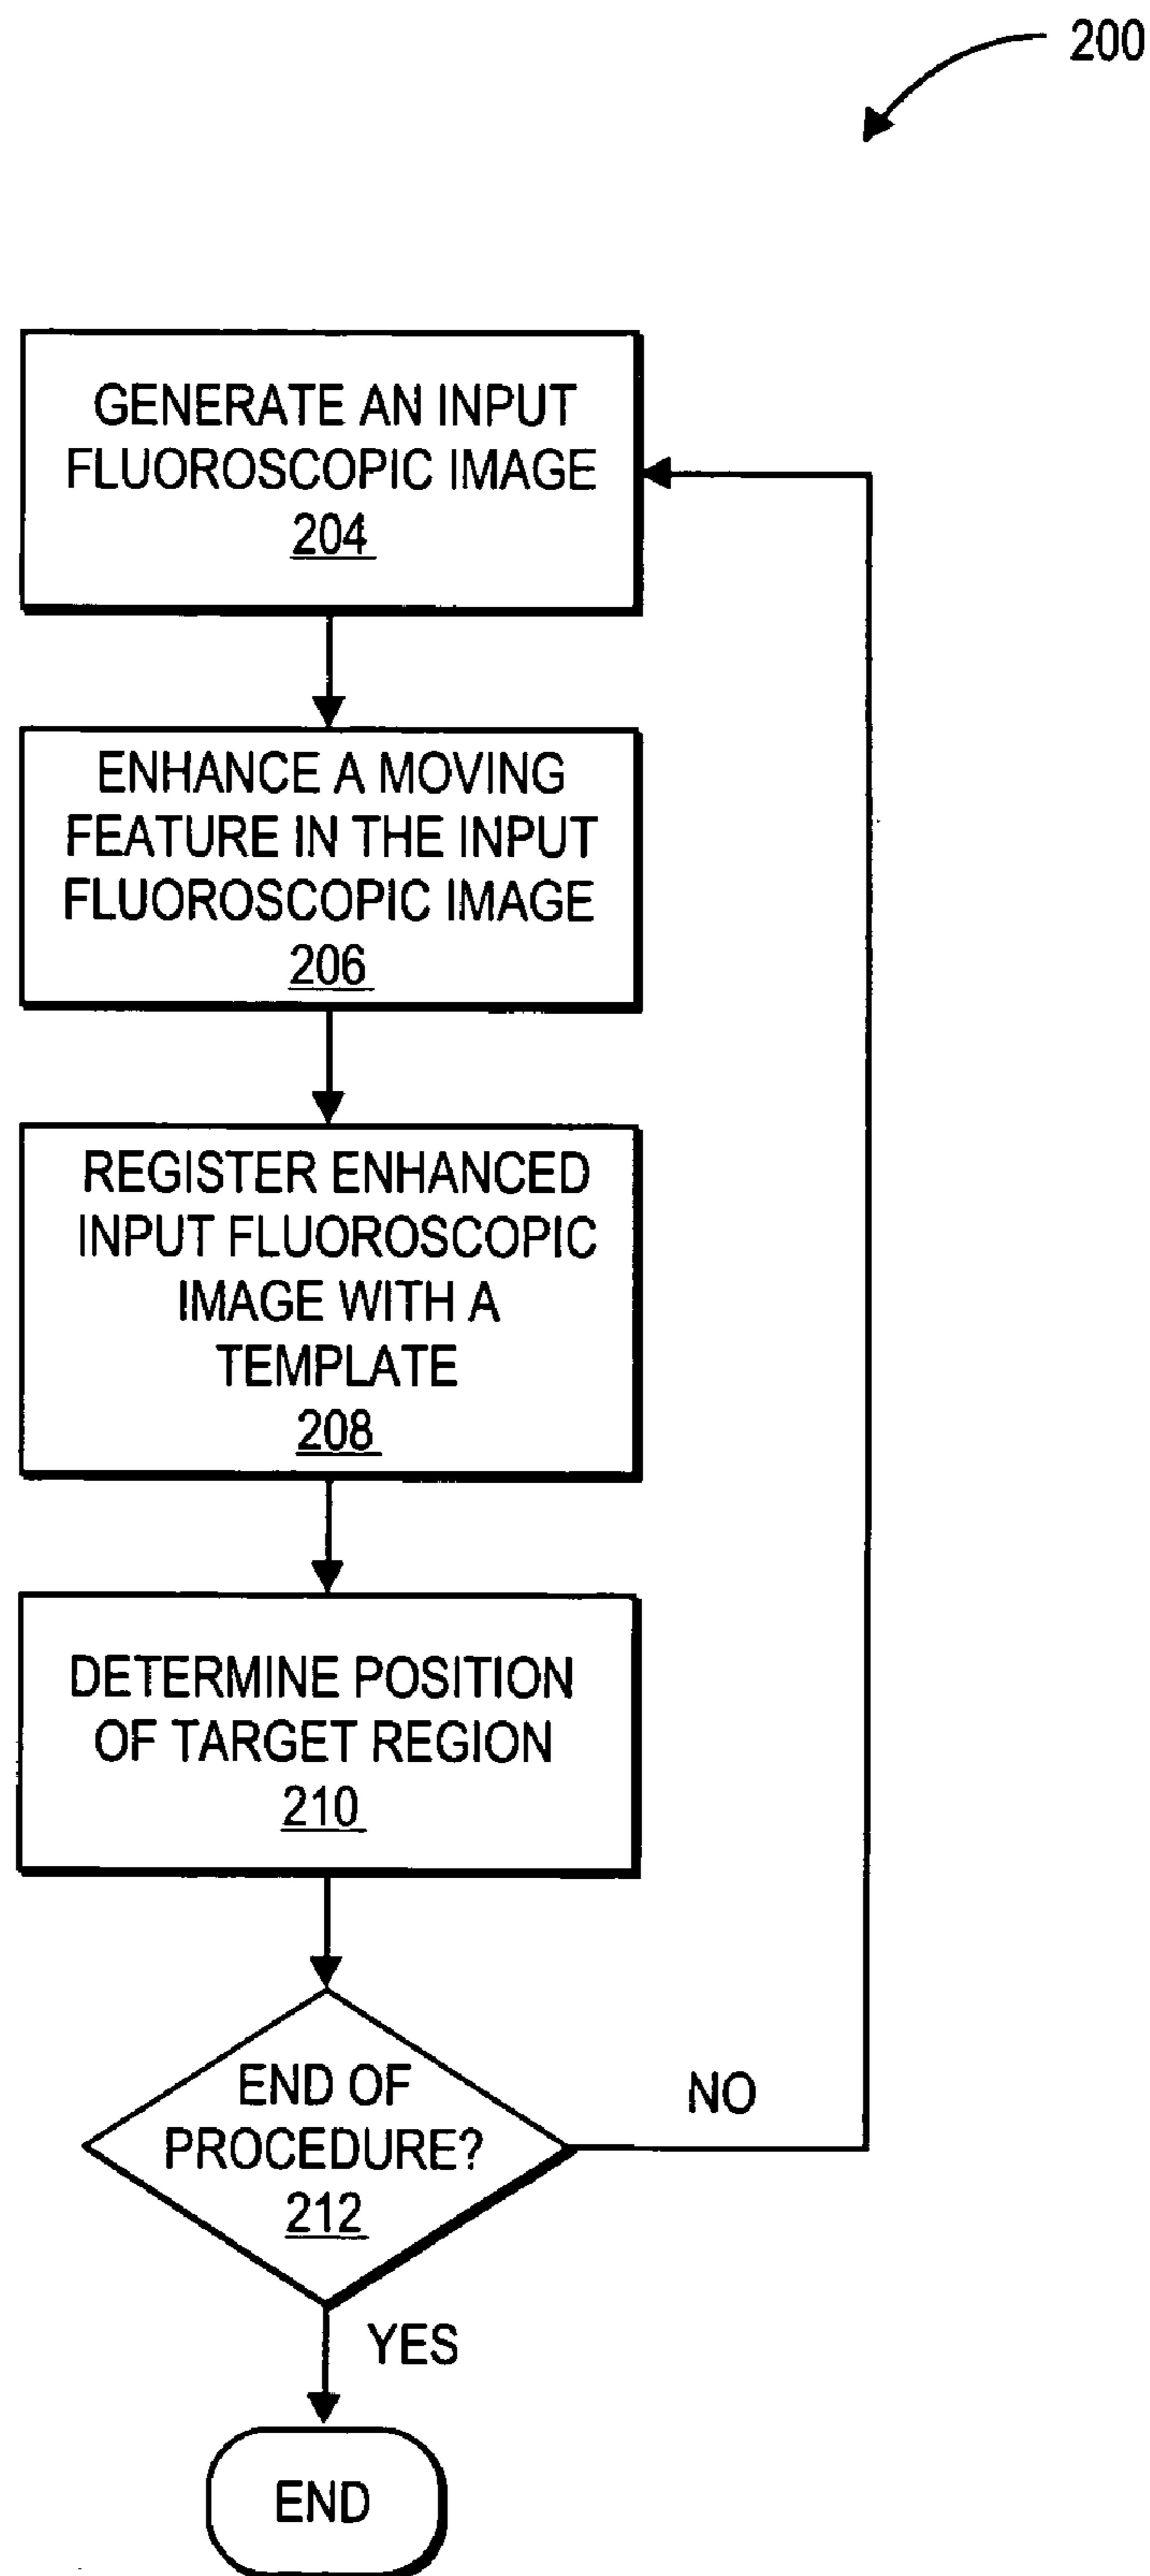 200
GENERATE AN INPUT
FLUOROSCOPIC IMAGE
204
ENHANCE A MOVING
FEATURE IN THE INPUT
FLUOROSCOPIC IMAGE
206
REGISTER ENHANCED
INPUT FLUOROSCOPIC
IMAGE WITH A
TEMPLATE
208
DETERMINE POSITION
OF TARGET REGION
210
END OF
PROCEDURE?
212
NO
YES
END